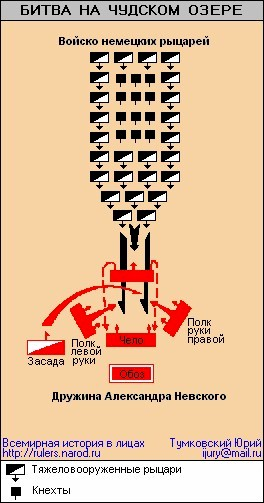 БИТВА НА ЧУДСКОМ ОЗЕРЕ
Войско немецких рыцарей
Засада
Полк
левой
руки
Чело
Полк
руки
правой
Обоз
Дружина Александра Невского
Всемирная история в лицах
http://rulers.narod.ru
Тумковский Юрий
ijury@mail.ru
Тяжеловооруженные рыцари
Кнехты